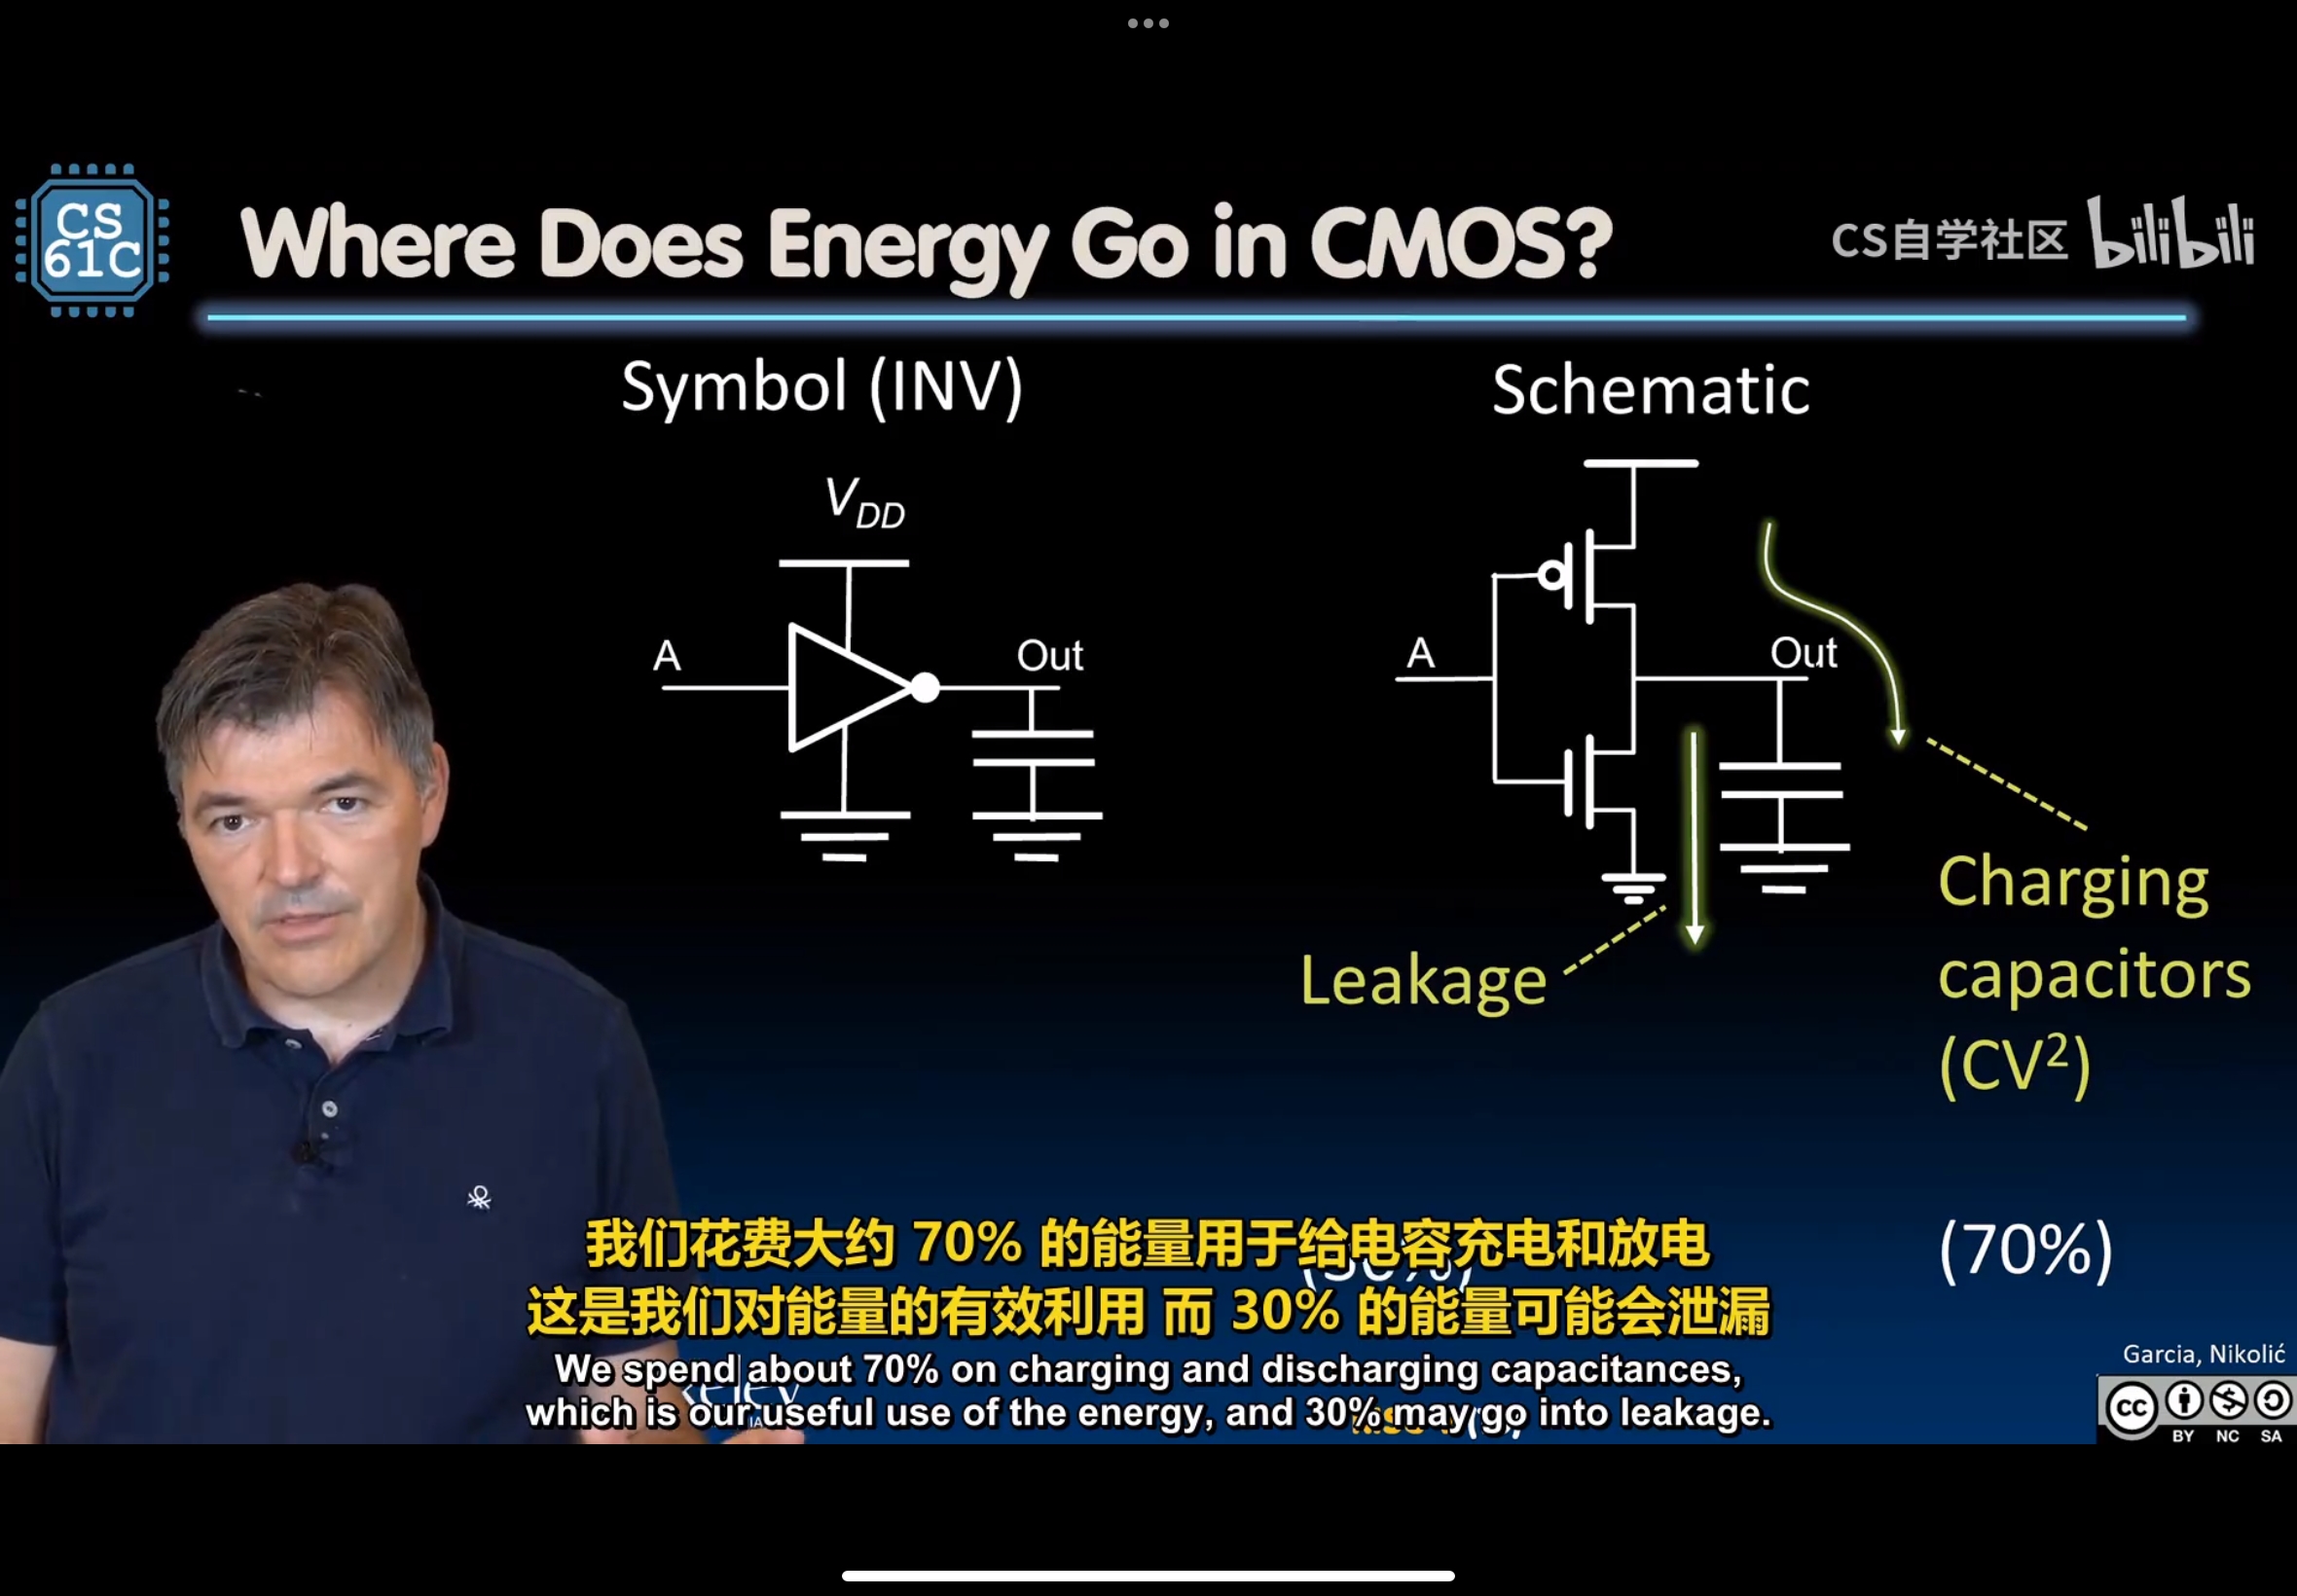 CS
61C
Where Does Energy Go in CMOS?
CS自学社区 bilibili
Symbol (INV)
Schematic
VDD
A
Out
A
Out
Leakage
Charging
capacitors
(CV²)
(70%)
我们花费大约 70% 的能量用于给电容充电和放电
这是我们对能量的有效利用 而 30% 的能量可能会泄漏
We spend about 70% on charging and discharging capacitances,
which is our useful use of the energy, and 30% may go into leakage.
Garcia, Nikolić
cc
BY NC SA